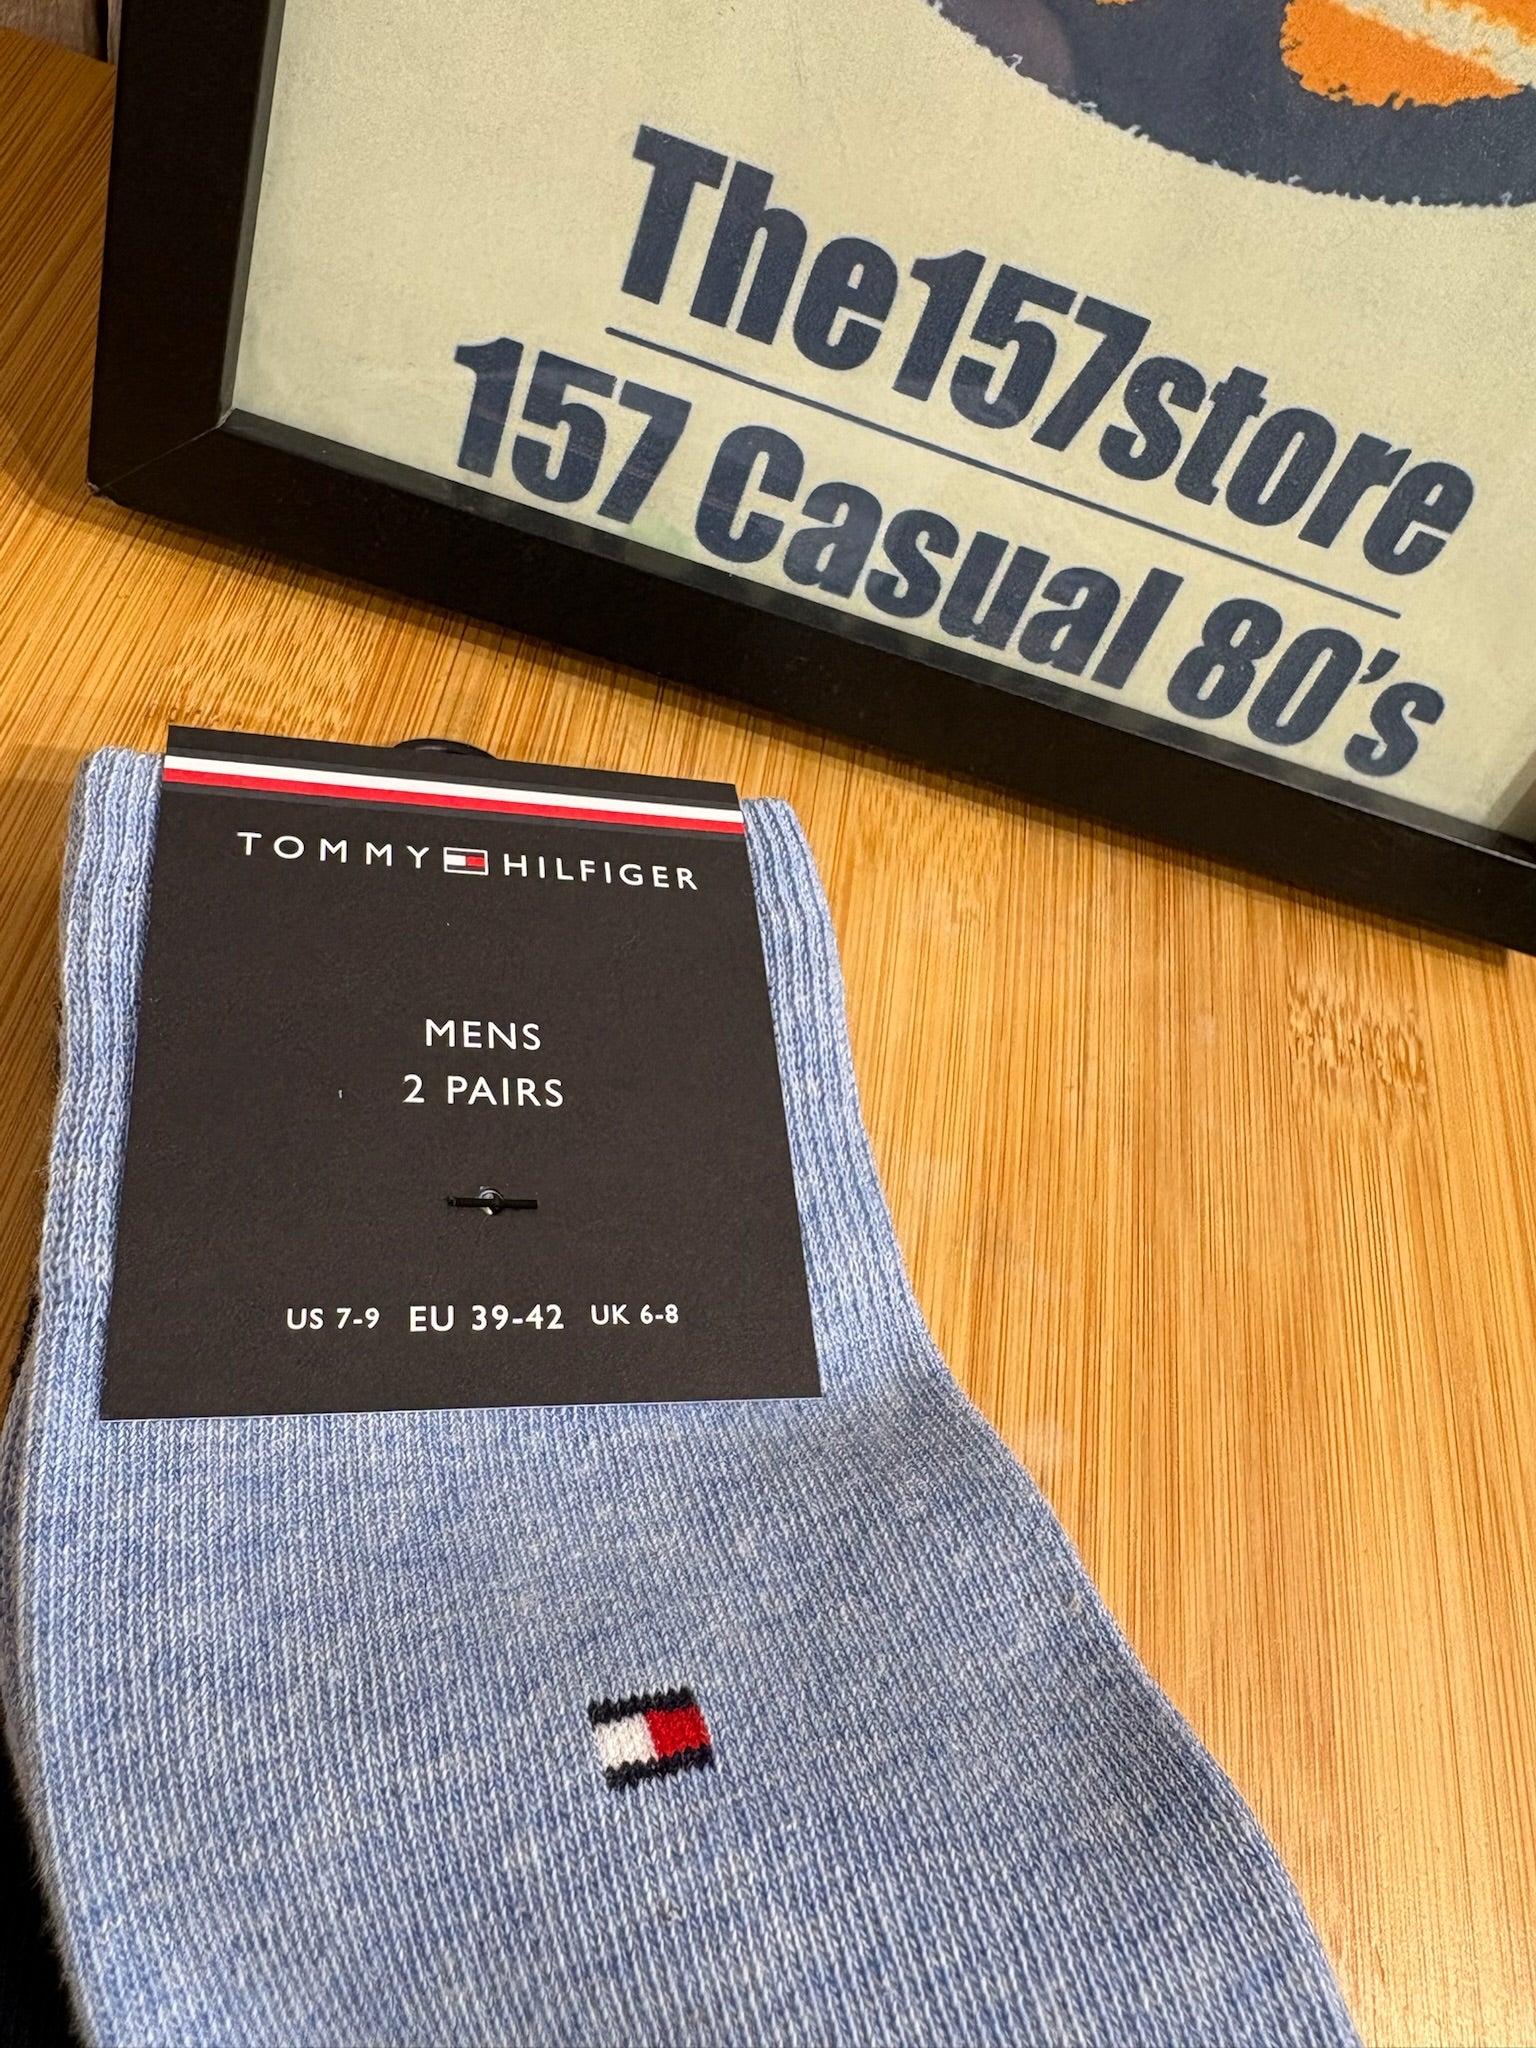 The157store
157 Casual 80's
TOMMY HILFIGER
MENS
2 PAIRS
US 7-9 EU 39-42 UK 6-8